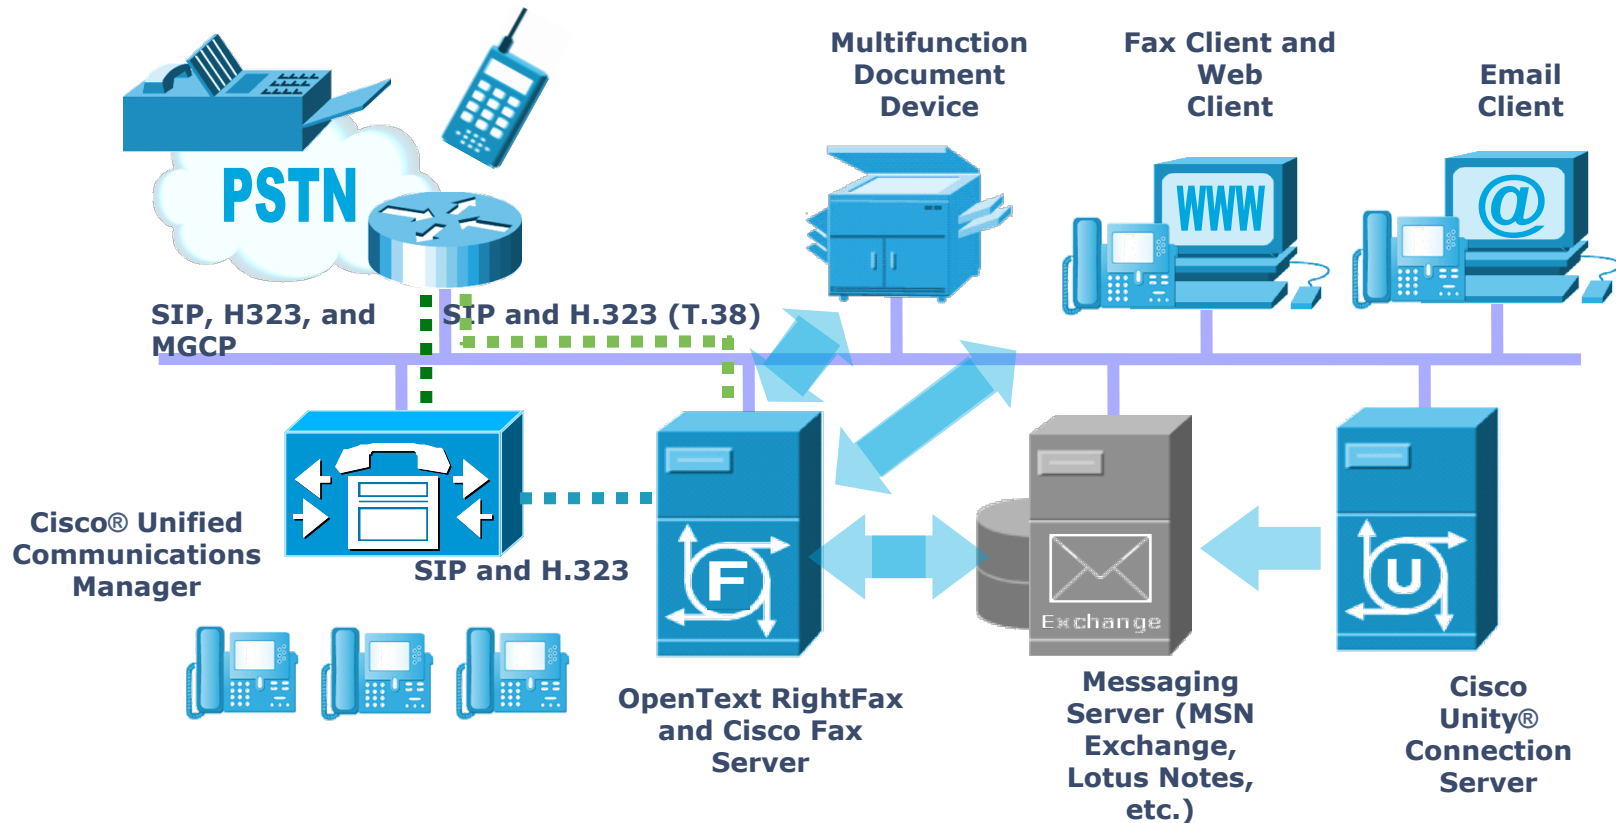 Multifunction
Document
Device
Fax Client and
Web
Client
Email
Client
PSTN
WWW
@
SIP, H323, and
MGCP
SIP and H.323 (T.38)
Cisco® Unified
Communications
Manager
SIP and H.323
F
Exchange
U
OpenText RightFax
and Cisco Fax
Server
Messaging
Server (MSN
Exchange,
Lotus Notes,
etc.)
Cisco
Unity®
Connection
Server